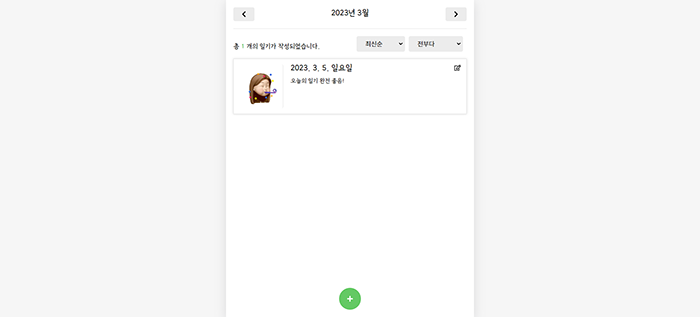 2023년 3월
총 1 개의 일기가 작성되었습니다.
최신순 전부다
2023. 3. 5. 일요일
오늘의 일기 완전 좋음!
+